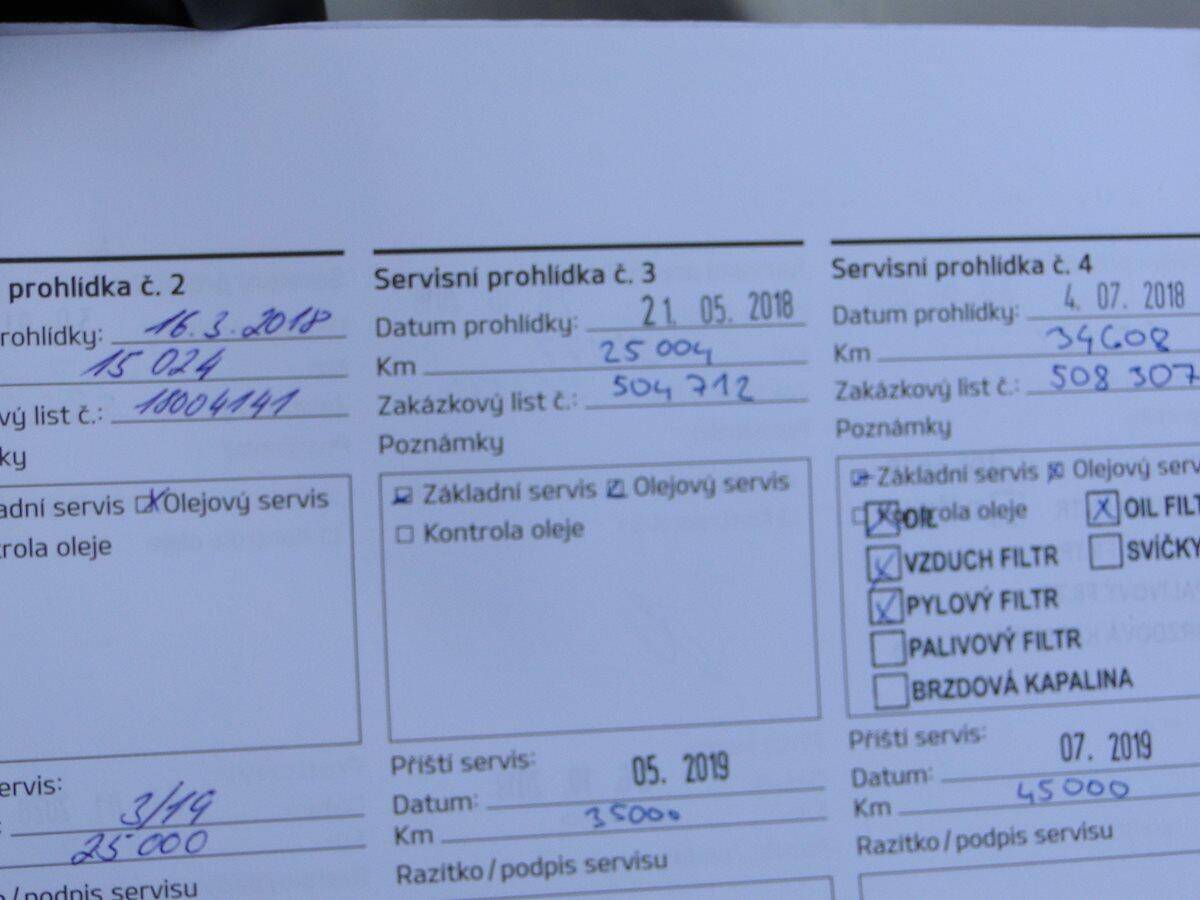 prohlídka č. 2
rohlídky: 16.3.2018
15 024
vý list č.: 18004141
ky
adní servis Olejový servis
rola oleje
ervis:
3/19
25 000
o / podpis servisu
Servisní prohlídka č. 3
Datum prohlídky: 21. 05. 2018
Km 25 004
Zakázkový list č.: 504 712
Poznámky
Základní servis Olejový servis
Kontrola oleje
Příští servis:
Datum: 05. 2019
Km 35000
Razítko / podpis servisu
Servisní prohlídka č. 4
Datum prohlídky: 4. 07. 2018
Km 34608
Zakázkový list č.: 508 307
Poznámky
Základní servis Olejový serv
OIL rola oleje OIL FILT
VZDUCH FILTR SVÍČKY
PYLOVÝ FILTR
PALIVOVÝ FILTR
BRZDOVÁ KAPALINA
Příští servis:
Datum: 07. 2019
Km 45000
Razítko / podpis servisu